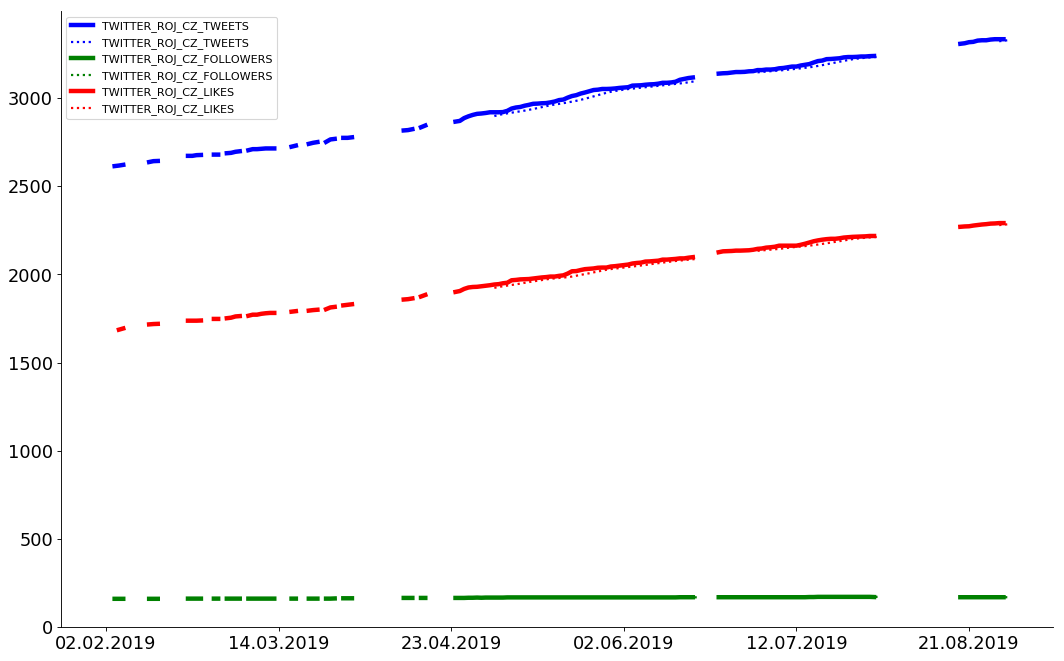 TWITTER_ROJ_CZ_TWEETS
TWITTER_ROJ_CZ_TWEETS
TWITTER_ROJ_CZ_FOLLOWERS
TWITTER_ROJ_CZ_FOLLOWERS
TWITTER_ROJ_CZ_LIKES
TWITTER_ROJ_CZ_LIKES
3000
2500
2000
1500
1000
500
0
02.02.2019 14.03.2019 23.04.2019 02.06.2019 12.07.2019 21.08.2019